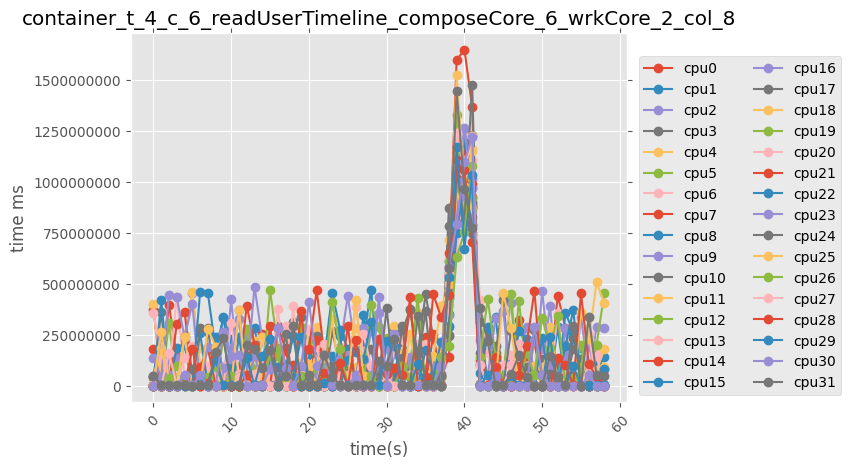 container_t_4_c_6_readUserTimeline_composeCore_6_wrkCore_2_col_8
time ms
1500000000
1250000000
1000000000
750000000
500000000
250000000
0
0
10
20
30
40
50
60
time(s)
cpu0
cpu1
cpu2
cpu3
cpu4
cpu5
cpu6
cpu7
cpu8
cpu9
cpu10
cpu11
cpu12
cpu13
cpu14
cpu15
cpu16
cpu17
cpu18
cpu19
cpu20
cpu21
cpu22
cpu23
cpu24
cpu25
cpu26
cpu27
cpu28
cpu29
cpu30
cpu31